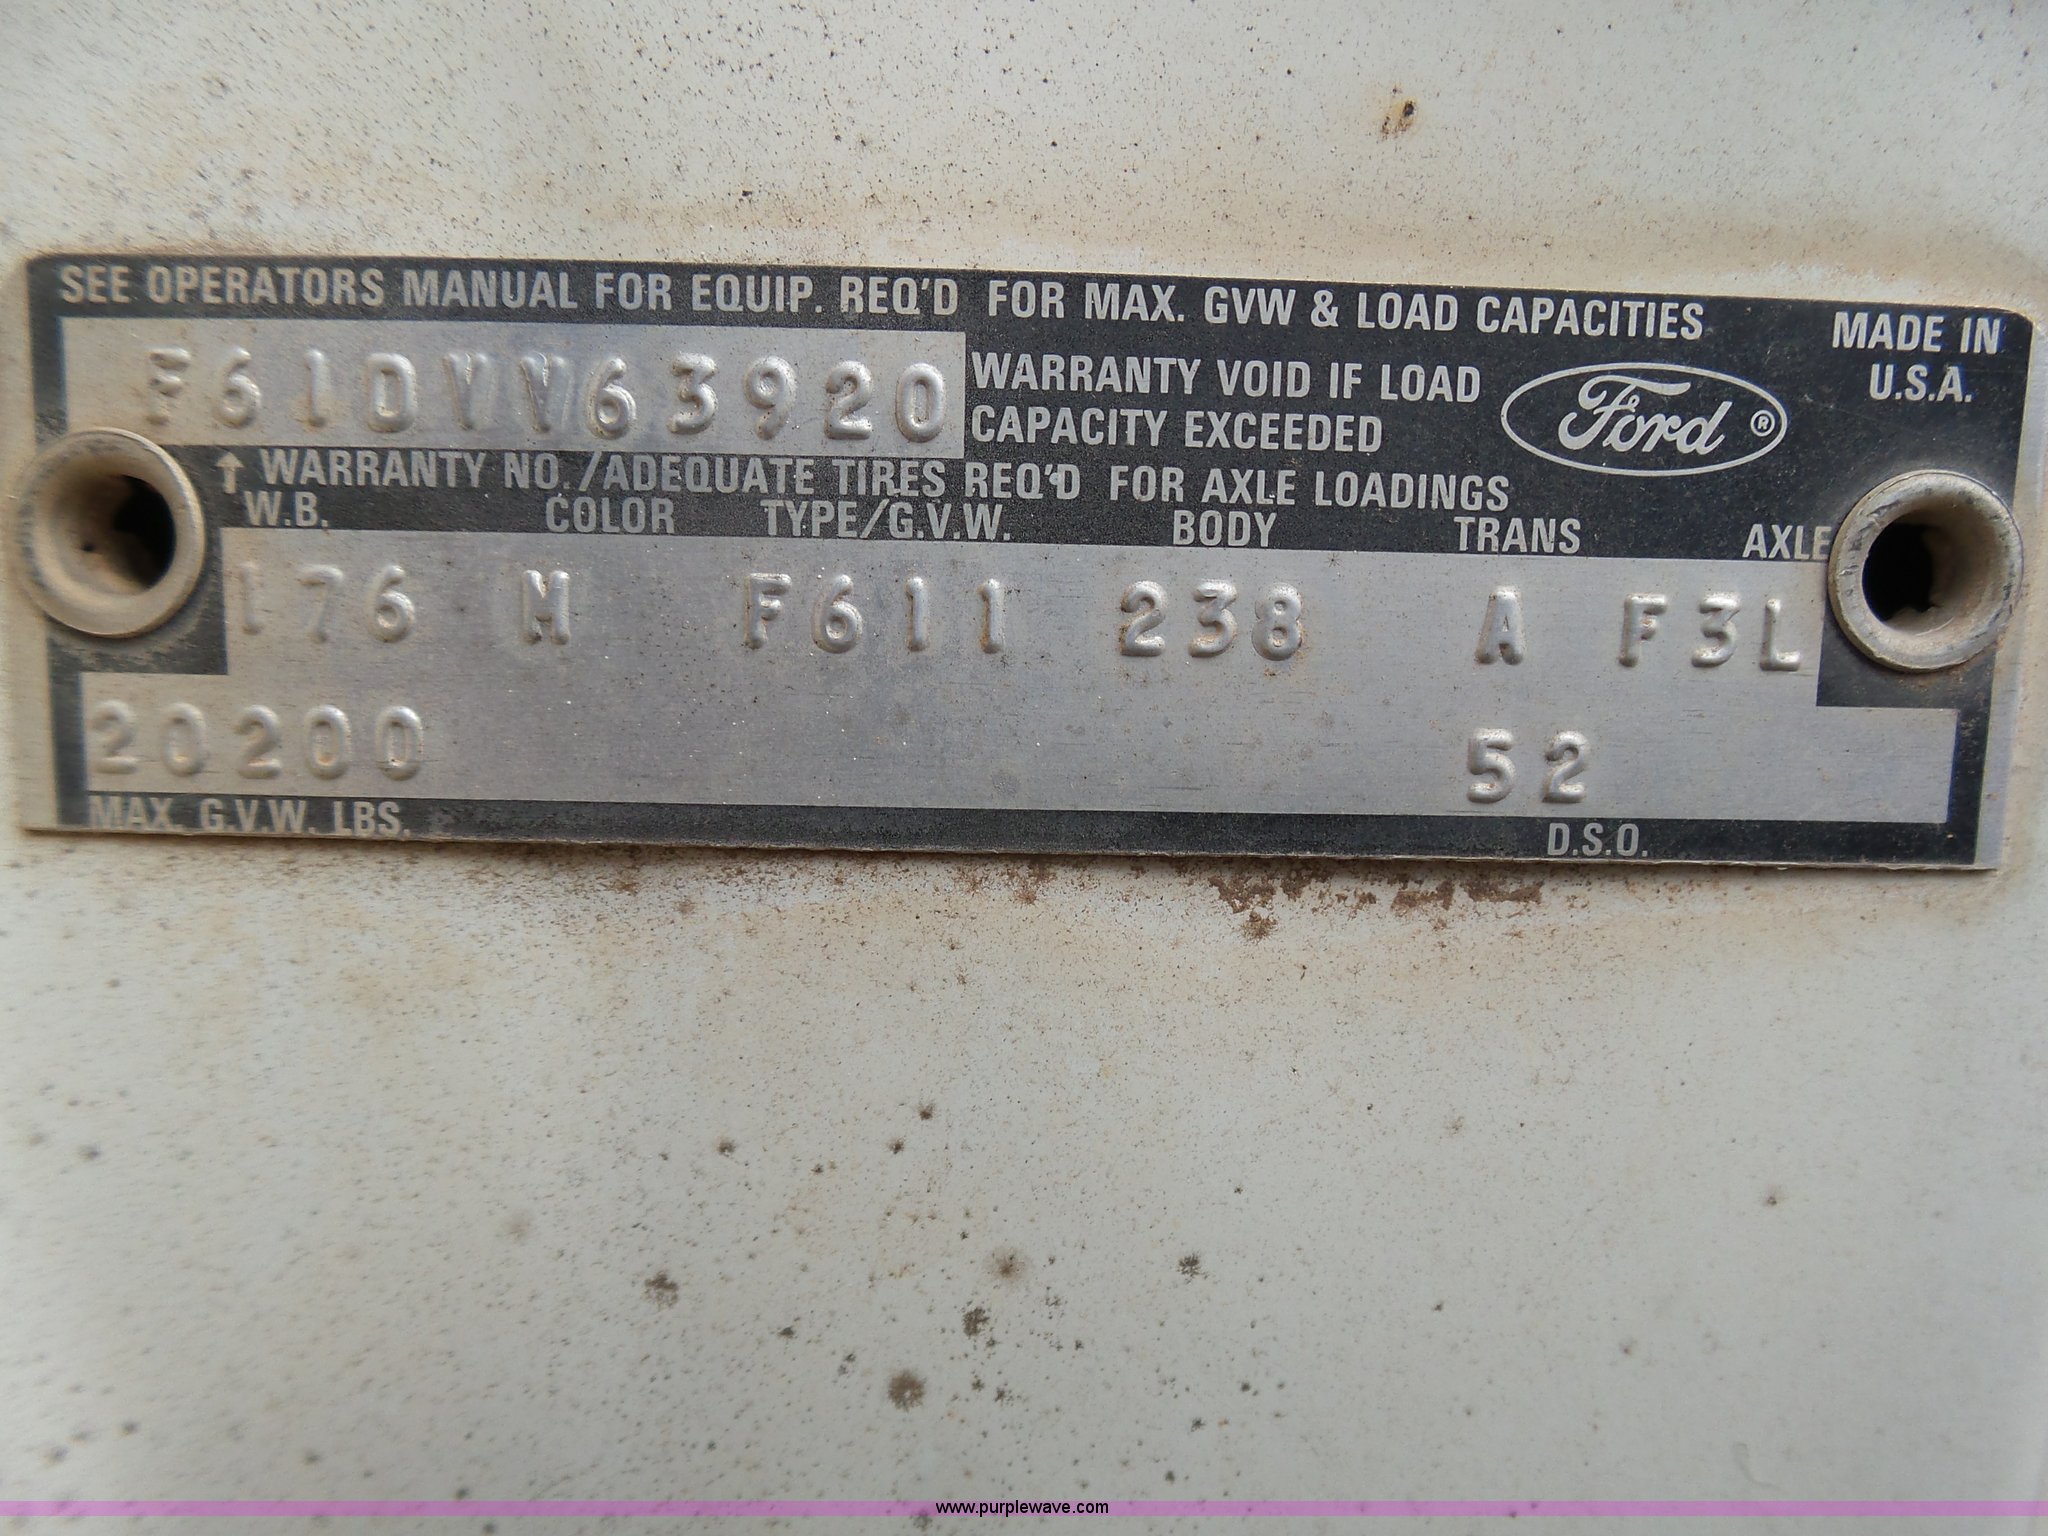 SEE OPERATORS MANUAL FOR EQUIP. REQ'D FOR MAX. GVW & LOAD CAPACITIES
MADE IN
U.S.A.
F61DVV63920
WARRANTY VOID IF LOAD
CAPACITY EXCEEDED
Ford ®
↑ WARRANTY NO./ADEQUATE TIRES REQ'D FOR AXLE LOADINGS
W.B. COLOR TYPE/G.V.W. BODY TRANS AXLE
176 M F611 238 A F3L
20200 52
MAX. G.V.W. LBS. D.S.O.
www.purplewave.com